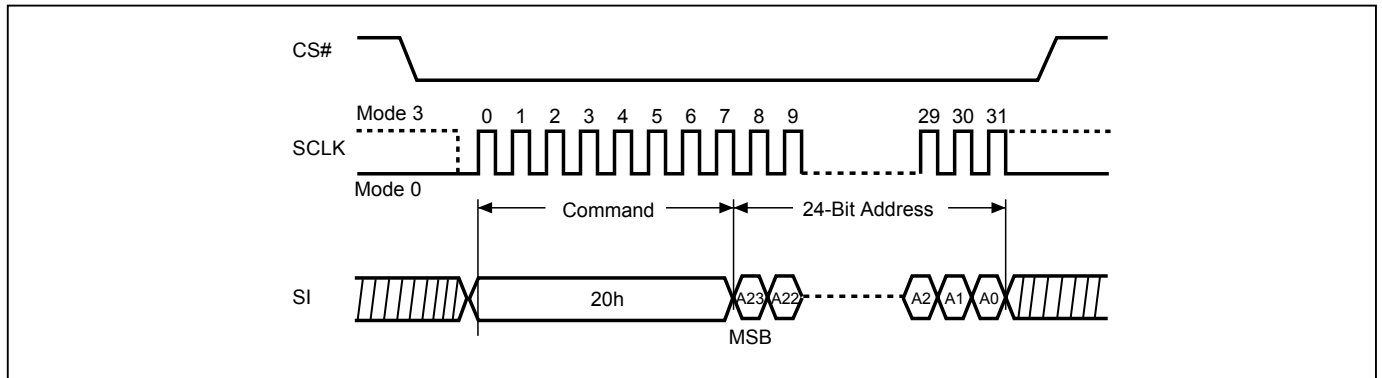 CS#
Mode 3
0 1 2 3 4 5 6 7 8 9 29 30 31
SCLK
Mode 0
Command 24-Bit Address
SI 20h A23 A22 A2 A1 A0
MSB